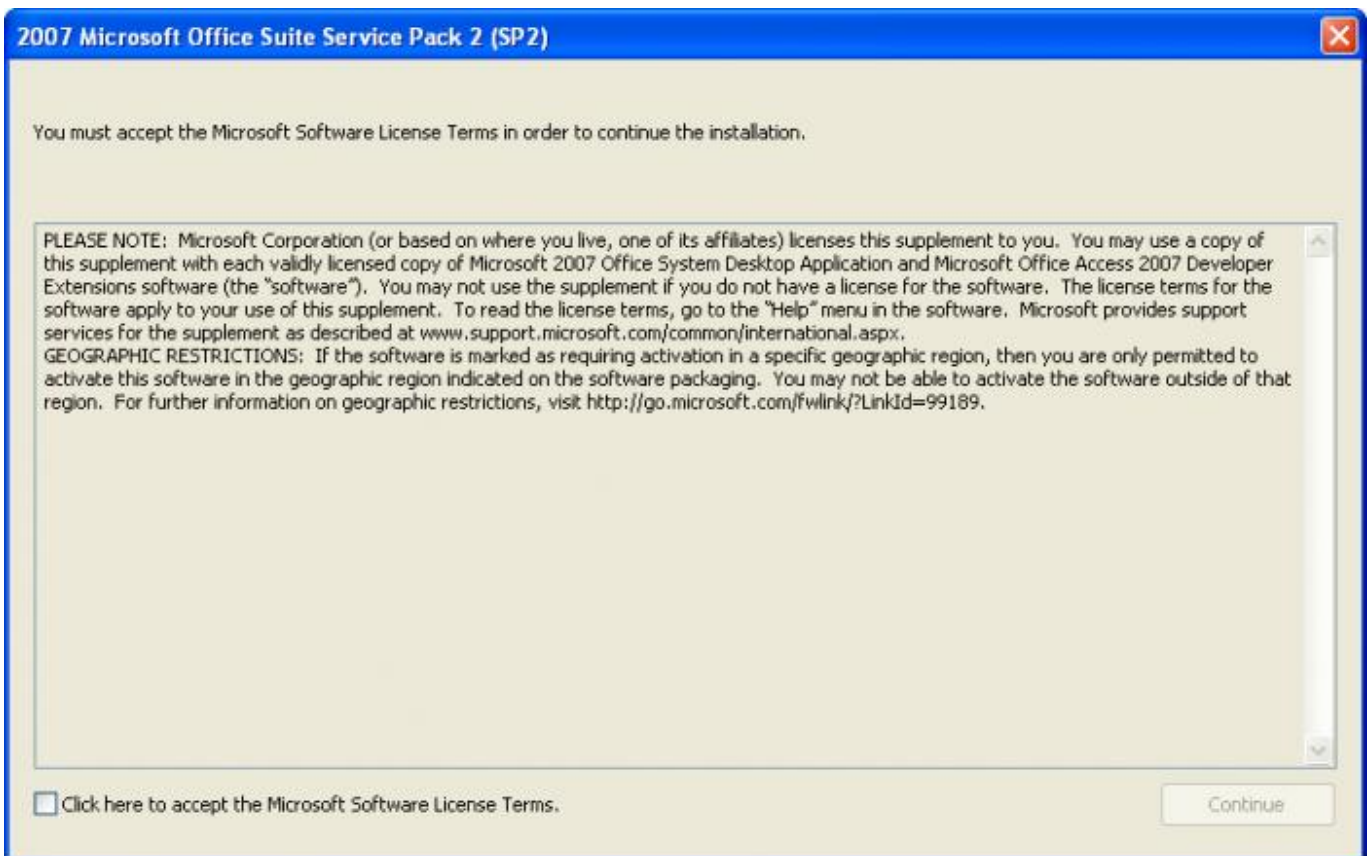 2007 Microsoft Office Suite Service Pack 2 (SP2)
You must accept the Microsoft Software License Terms in order to continue the installation.
PLEASE NOTE:  Microsoft Corporation (or based on where you live, one of its affiliates) licenses this supplement to you.  You may use a copy of
this supplement with each validly licensed copy of Microsoft 2007 Office System Desktop Application and Microsoft Office Access 2007 Developer
Extensions software (the "software").  You may not use the supplement if you do not have a license for the software.  The license terms for the
software apply to your use of this supplement.  To read the license terms, go to the "Help" menu in the software.  Microsoft provides support
services for the supplement as described at www.support.microsoft.com/common/international.aspx.
GEOGRAPHIC RESTRICTIONS:  If the software is marked as requiring activation in a specific geographic region, then you are only permitted to
activate this software in the geographic region indicated on the software packaging.  You may not be able to activate the software outside of that
region.  For further information on geographic restrictions, visit http://go.microsoft.com/fwlink/?LinkId=99189.
Click here to accept the Microsoft Software License Terms.
Continue